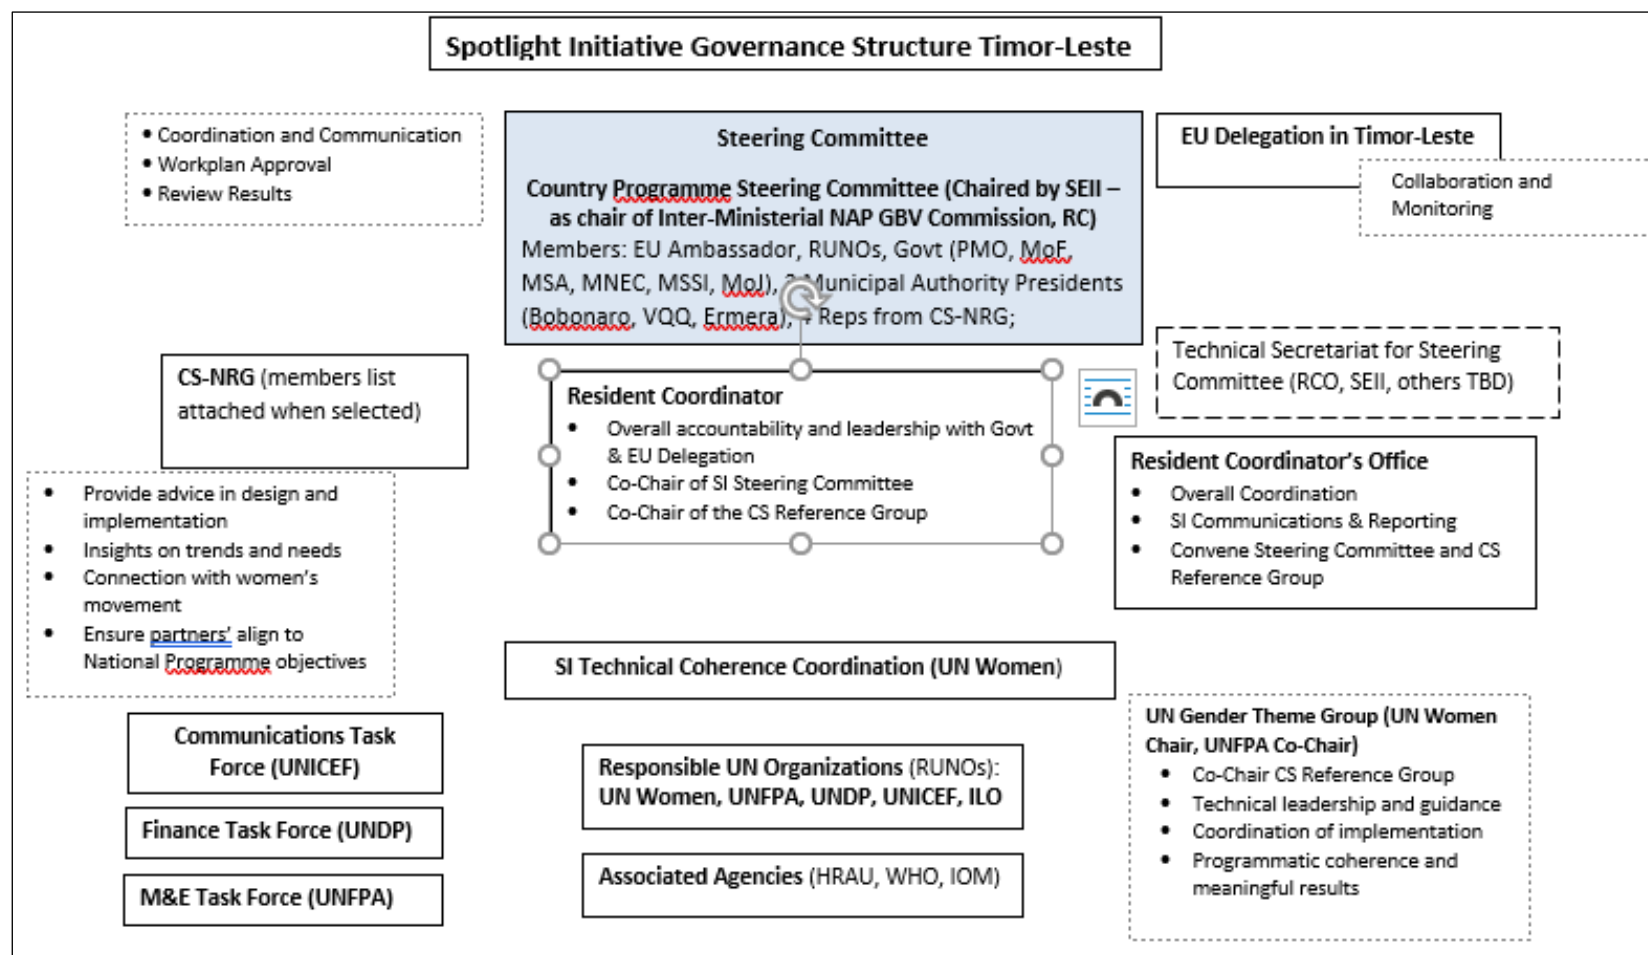 Spotlight Initiative Governance Structure Timor-Leste
• Coordination and Communication
• Workplan Approval
• Review Results
Steering Committee
Country Programme Steering Committee (Chaired by SEII –
as chair of Inter-Ministerial NAP GBV Commission, RC)
Members: EU Ambassador, RUNOs, Govt (PMO, MoF,
MSA, MNEC, MSSI, MoJ), Municipal Authority Presidents
(Bobonaro, VQQ, Ermera), Reps from CS-NRG;
EU Delegation in Timor-Leste
Collaboration and
Monitoring
CS-NRG (members list
attached when selected)
Resident Coordinator
• Overall accountability and leadership with Govt
& EU Delegation
• Co-Chair of SI Steering Committee
• Co-Chair of the CS Reference Group
Technical Secretariat for Steering
Committee (RCO, SEII, others TBD)
Resident Coordinator's Office
• Overall Coordination
• SI Communications & Reporting
• Convene Steering Committee and CS
Reference Group
• Provide advice in design and
implementation
• Insights on trends and needs
• Connection with women's
movement
• Ensure partners' align to
National Programme objectives
SI Technical Coherence Coordination (UN Women)
Communications Task
Force (UNICEF)
Finance Task Force (UNDP)
M&E Task Force (UNFPA)
Responsible UN Organizations (RUNOs):
UN Women, UNFPA, UNDP, UNICEF, ILO
Associated Agencies (HRAU, WHO, IOM)
UN Gender Theme Group (UN Women
Chair, UNFPA Co-Chair)
• Co-Chair CS Reference Group
• Technical leadership and guidance
• Coordination of implementation
• Programmatic coherence and
meaningful results